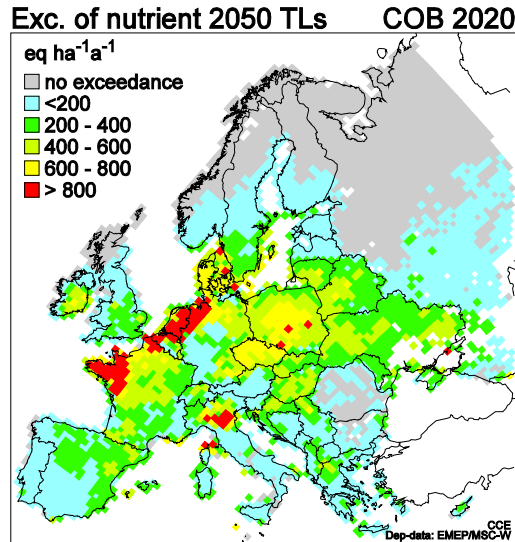 Exc. of nutrient 2050 TLs COB 2020
eq ha⁻¹a⁻¹
no exceedance
<200
200 - 400
400 - 600
600 - 800
> 800
CCE
Dep-data: EMEP/MSC-W